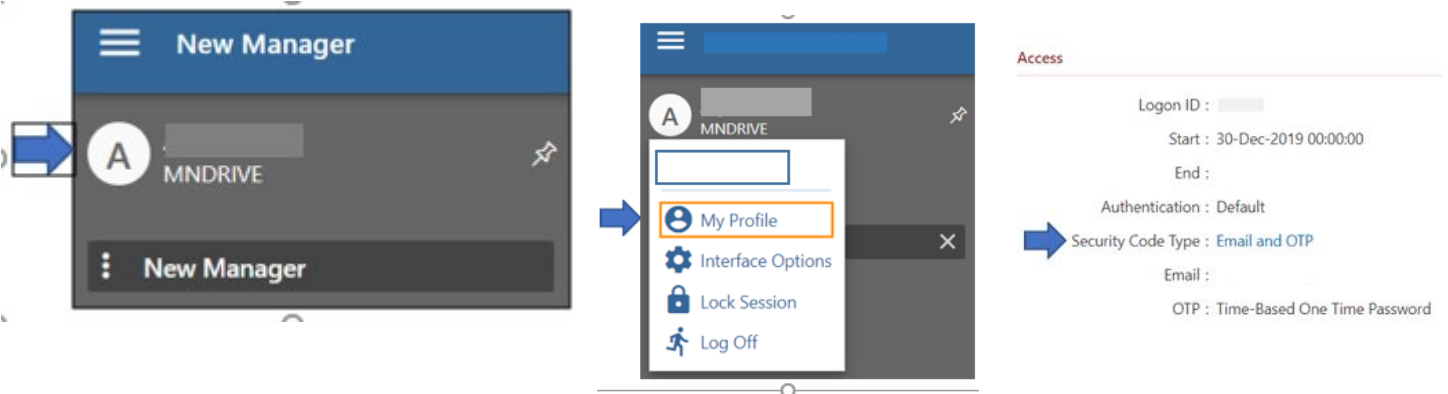 New Manager
A
MNDRIVE
New Manager
A
MNDRIVE
My Profile
Interface Options
Lock Session
Log Off
Access
Logon ID :
Start : 30-Dec-2019 00:00:00
End :
Authentication : Default
Security Code Type : Email and OTP
Email :
OTP : Time-Based One Time Password